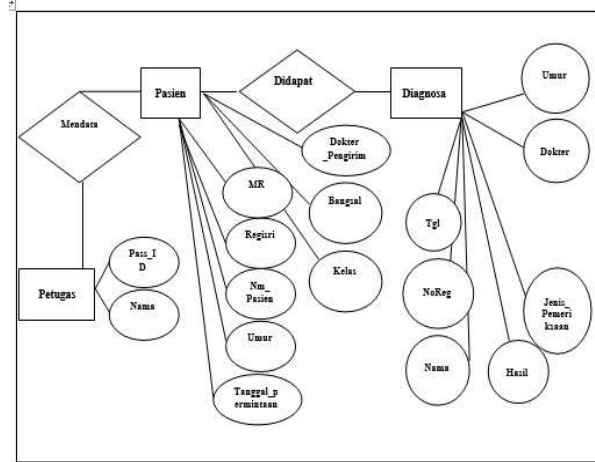 Pasien
Didapat
Diagnosa
Umur
Mendata
Dokter
_Pengirim
Dokter
MR
Bangsal
Tgl
Regisri
Pass_I
D
Kelas
Petugas
Nama
Nm_
Pasien
NoReg
Jenis_
Pemeri
ksaan
Umur
Nama
Hasil
Tanggal_p
ermintaan